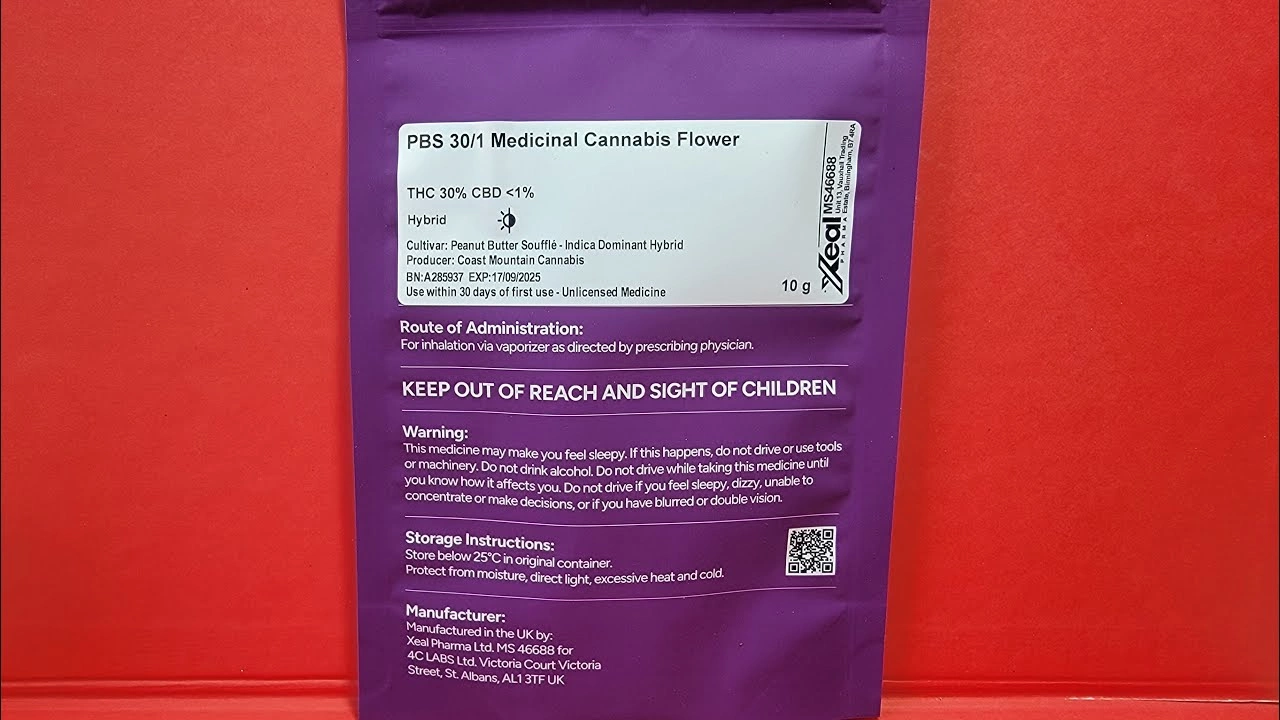 PBS 30/1 Medicinal Cannabis Flower
THC 30% CBD <1%
Hybrid
Cultivar: Peanut Butter Soufflé - Indica Dominant Hybrid
Producer: Coast Mountain Cannabis
BN:A285937 EXP:17/09/2025
Use within 30 days of first use - Unlicensed Medicine
10 g
Xeal
PHARMA
MS46688
Unit 13, Vauxhall Trading
Estate, Birmingham, B7 4RA
Route of Administration:
For inhalation via vaporizer as directed by prescribing physician.
KEEP OUT OF REACH AND SIGHT OF CHILDREN
Warning:
This medicine may make you feel sleepy. If this happens, do not drive or use tools
or machinery. Do not drink alcohol. Do not drive while taking this medicine until
you know how it affects you. Do not drive if you feel sleepy, dizzy, unable to
concentrate or make decisions, or if you have blurred or double vision.
Storage Instructions:
Store below 25°C in original container.
Protect from moisture, direct light, excessive heat and cold.
Manufacturer:
Manufactured in the UK by:
Xeal Pharma Ltd. MS 46688 for
4C LABS Ltd. Victoria Court Victoria
Street, St. Albans, AL1 3TF UK